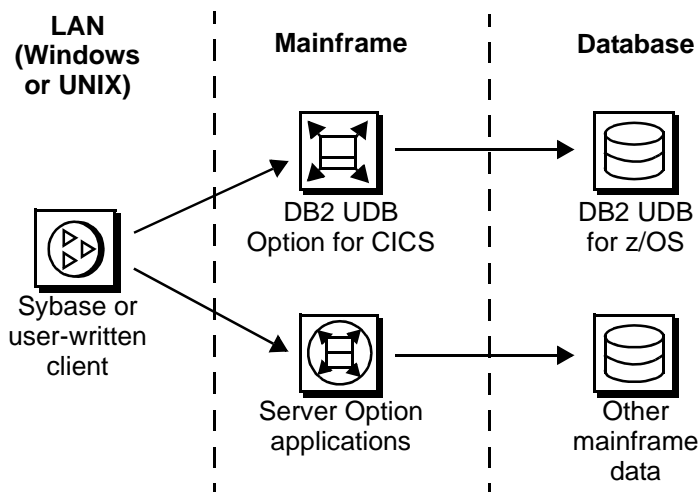 LAN
(Windows
or UNIX)
Mainframe
Database
DB2 UDB
Option for CICS
DB2 UDB
for z/OS
Sybase or
user-written
client
Server Option
applications
Other
mainframe
data